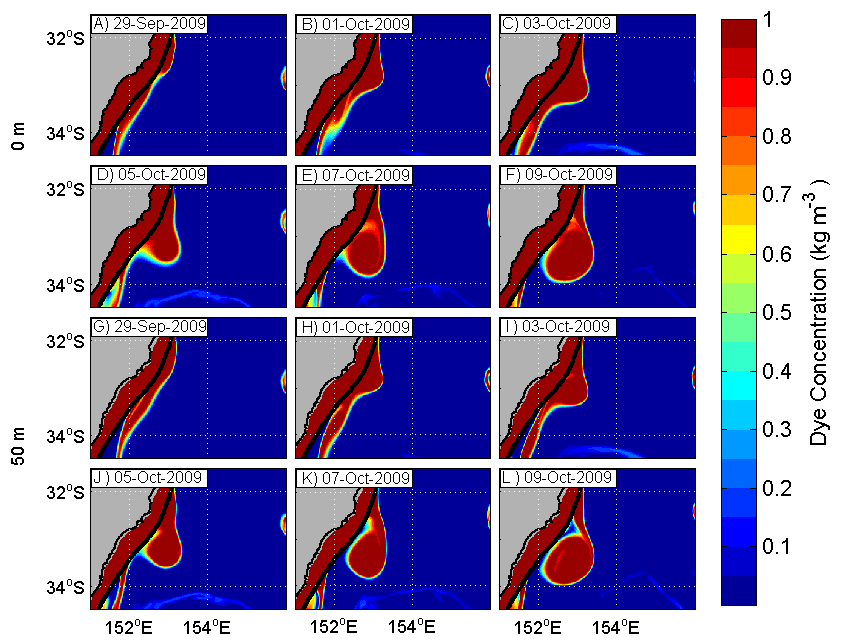 A) 29-Sep-2009
B) 01-Oct-2009
C) 03-Oct-2009
32°S
34°S
0 m
D) 05-Oct-2009
E) 07-Oct-2009
F) 09-Oct-2009
32°S
34°S
G) 29-Sep-2009
H) 01-Oct-2009
I) 03-Oct-2009
32°S
34°S
50 m
J) 05-Oct-2009
K) 07-Oct-2009
L) 09-Oct-2009
32°S
34°S
152°E
154°E
152°E
154°E
152°E
154°E
1
0.9
0.8
0.7
0.6
0.5
0.4
0.3
0.2
0.1
Dye Concentration (kg m⁻³ )